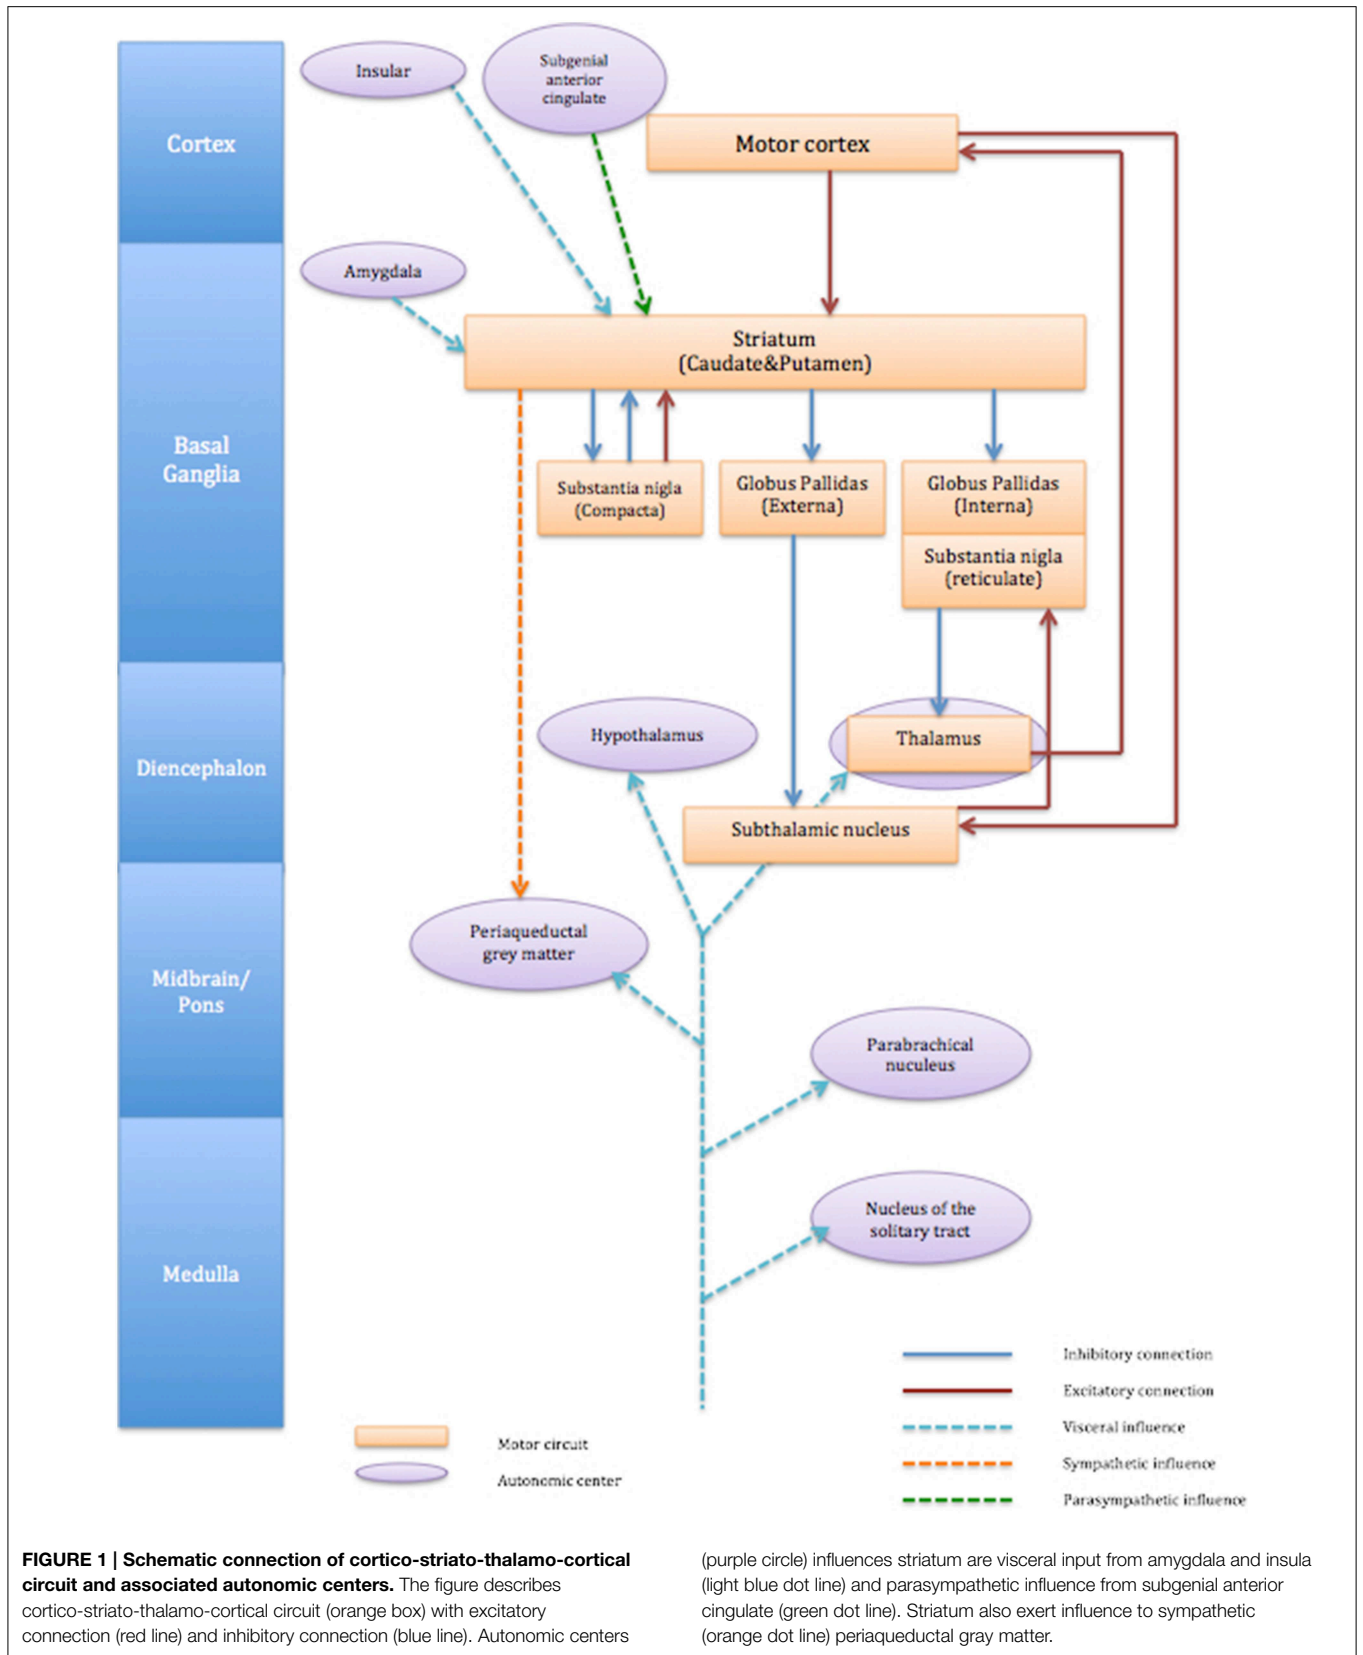 Cortex
Basal
Ganglia
Diencephalon
Midbrain/
Pons
Medulla
Insular
Subgenial
anterior
cingulate
Motor cortex
Amygdala
Striatum
(Caudate&Putamen)
Substantia nigla
(Compacta)
Globus Pallidas
(Externa)
Globus Pallidas
(Interna)
Substantia nigla
(reticulate)
Hypothalamus
Thalamus
Subthalamic nucleus
Periaqueductal
grey matter
Parabrachical
nuculeus
Nucleus of the
solitary tract
Motor circuit
Autonomic center
Inhibitory connection
Excitatory connection
Visceral influence
Sympathetic influence
Parasympathetic influence
FIGURE 1 | Schematic connection of cortico-striato-thalamo-cortical
circuit and associated autonomic centers. The figure describes
cortico-striato-thalamo-cortical circuit (orange box) with excitatory
connection (red line) and inhibitory connection (blue line). Autonomic centers
(purple circle) influences striatum are visceral input from amygdala and insula
(light blue dot line) and parasympathetic influence from subgenial anterior
cingulate (green dot line). Striatum also exert influence to sympathetic
(orange dot line) periaqueductal gray matter.